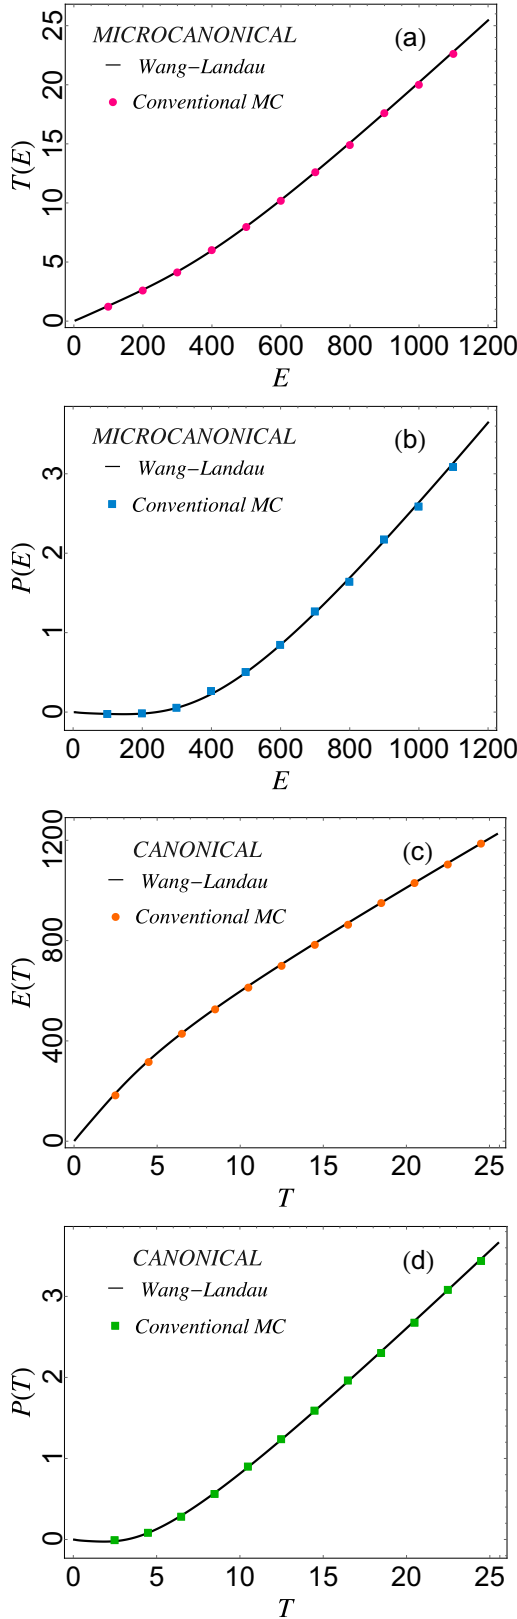 MICROCANONICAL (a)
Wang-Landau
Conventional MC
T(E)
25
20
15
10
5
0
0 200 400 600 800 1000 1200
E
MICROCANONICAL (b)
Wang-Landau
Conventional MC
P(E)
3
2
1
0
0 200 400 600 800 1000 1200
E
CANONICAL (c)
Wang-Landau
Conventional MC
E(T)
1200
800
400
0
0 5 10 15 20 25
T
CANONICAL (d)
Wang-Landau
Conventional MC
P(T)
3
2
1
0
0 5 10 15 20 25
T